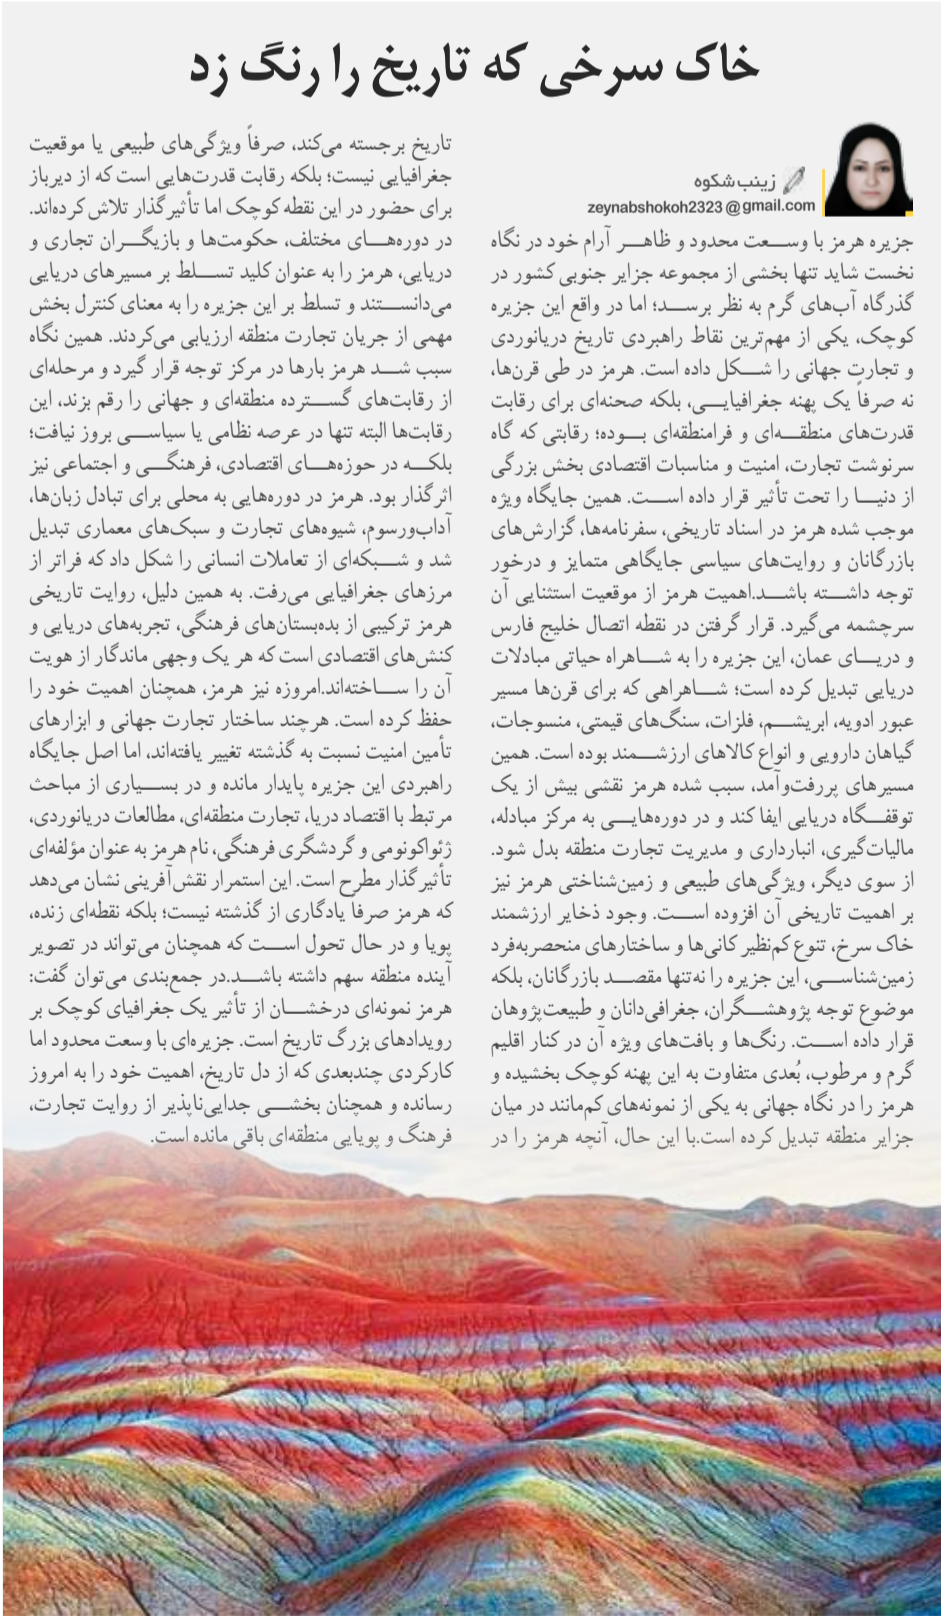 خاک سرخی که تاریخ را رنگ زد
زینب شکوه
zeynabshokoh2323@gmail.com
جزیره هرمز با وسعت محدود و ظاهر آرام خود در نگاه
نخست شاید تنها بخشی از مجموعه جزایر جنوبی کشور در
گذرگاه آب‌های گرم به نظر برسد؛ اما در واقع این جزیره
کوچک، یکی از مهم‌ترین نقاط راهبردی تاریخ دریانوردی
و تجارتِ جهانی را شکل داده است. هرمز در طی قرن‌ها،
نه صرفاً یک پهنه جغرافیایی، بلکه صحنه‌ای برای رقابت
قدرت‌های منطقه‌ای و فرامنطقه‌ای بوده؛ رقابتی که گاه
سرنوشت تجارت، امنیت و مناسبات اقتصادی بخش بزرگی
از دنیا را تحت تأثیر قرار داده است. همین جایگاه ویژه
موجب شده هرمز در اسناد تاریخی، سفرنامه‌ها، گزارش‌های
بازرگانان و روایت‌های سیاسی جایگاهی متمایز و درخور
توجه داشته باشد.اهمیت هرمز از موقعیت استثنایی آن
سرچشمه می‌گیرد. قرار گرفتن در نقطه اتصال خلیج فارس
و دریای عمان، این جزیره را به شاهراه حیاتی مبادلات
دریایی تبدیل کرده است؛ شاهراهی که برای قرن‌ها مسیر
عبور ادویه، ابریشم، فلزات، سنگ‌های قیمتی، منسوجات،
گیاهان دارویی و انواع کالاهای ارزشمند بوده است. همین
مسیرهای پررفت‌وآمد، سبب شده هرمز نقشی بیش از یک
توقفگاه دریایی ایفا کند و در دوره‌هایی به مرکز مبادله،
مالیات‌گیری، انبارداری و مدیریت تجارت منطقه بدل شود.
از سوی دیگر، ویژگی‌های طبیعی و زمین‌شناختی هرمز نیز
بر اهمیت تاریخی آن افزوده است. وجود ذخایر ارزشمند
خاک سرخ، تنوع کم‌نظیر کانی‌ها و ساختارهای منحصربه‌فرد
زمین‌شناسی، این جزیره را نه‌تنها مقصد بازرگانان، بلکه
موضوع توجه پژوهشگران، جغرافی‌دانان و طبیعت‌پژوهان
قرار داده است. رنگ‌ها و بافت‌های ویژه آن در کنار اقلیم
گرم و مرطوب، بُعدی متفاوت به این پهنه کوچک بخشیده و
هرمز را در نگاه جهانی به یکی از نمونه‌های کم‌مانند در میان
جزایر منطقه تبدیل کرده است.با این حال، آنچه هرمز را در
تاریخ برجسته می‌کند، صرفاً ویژگی‌های طبیعی یا موقعیت
جغرافیایی نیست؛ بلکه رقابت قدرت‌هایی است که از دیرباز
برای حضور در این نقطه کوچک اما تأثیرگذار تلاش کرده‌اند.
در دوره‌های مختلف، حکومت‌ها و بازیگران تجاری و
دریایی، هرمز را به عنوان کلید تسلط بر مسیرهای دریایی
می‌دانستند و تسلط بر این جزیره را به معنای کنترل بخش
مهمی از جریان تجارت منطقه ارزیابی می‌کردند. همین نگاه
سبب شد هرمز بارها در مرکز توجه قرار گیرد و مرحله‌ای
از رقابت‌های گسترده منطقه‌ای و جهانی را رقم بزند، این
رقابت‌ها البته تنها در عرصه نظامی یا سیاسی بروز نیافت؛
بلکه در حوزه‌های اقتصادی، فرهنگی و اجتماعی نیز
اثرگذار بود. هرمز در دوره‌هایی به محلی برای تبادل زبان‌ها،
آداب‌ورسوم، شیوه‌های تجارت و سبک‌های معماری تبدیل
شد و شبکه‌ای از تعاملات انسانی را شکل داد که فراتر از
مرزهای جغرافیایی می‌رفت. به همین دلیل، روایت تاریخی
هرمز ترکیبی از بده‌بستان‌های فرهنگی، تجربه‌های دریایی و
کنش‌های اقتصادی است که هر یک وجهی ماندگار از هویت
آن را ساخته‌اند.امروزه نیز هرمز، همچنان اهمیت خود را
حفظ کرده است. هرچند ساختار تجارت جهانی و ابزارهای
تأمین امنیت نسبت به گذشته تغییر یافته‌اند، اما اصل جایگاه
راهبردی این جزیره پایدار مانده و در بسیاری از مباحث
مرتبط با اقتصاد دریا، تجارت منطقه‌ای، مطالعات دریانوردی،
ژئواکونومی و گردشگری فرهنگی، نام هرمز به عنوان مؤلفه‌ای
تأثیرگذار مطرح است. این استمرار نقش‌آفرینی نشان می‌دهد
که هرمز صرفاً یادگاری از گذشته نیست؛ بلکه نقطه‌ای زنده،
پویا و در حال تحول است که همچنان می‌تواند در تصویر
آینده منطقه سهم داشته باشد.در جمع‌بندی می‌توان گفت:
هرمز نمونه‌ای درخشان از تأثیر یک جغرافیای کوچک بر
رویدادهای بزرگ تاریخ است. جزیره‌ای با وسعت محدود اما
کارکردی چندبعدی که از دل تاریخ، اهمیت خود را به امروز
رسانده و همچنان بخشی جدایی‌ناپذیر از روایت تجارت،
فرهنگ و پویایی منطقه‌ای باقی مانده است.